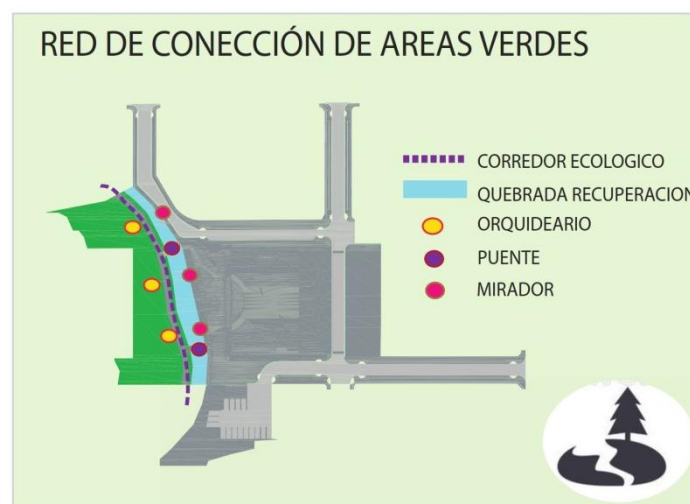 RED DE CONECCIÓN DE AREAS VERDES
CORREDOR ECOLOGICO
QUEBRADA RECUPERACION
ORQUIDEARIO
PUENTE
MIRADOR